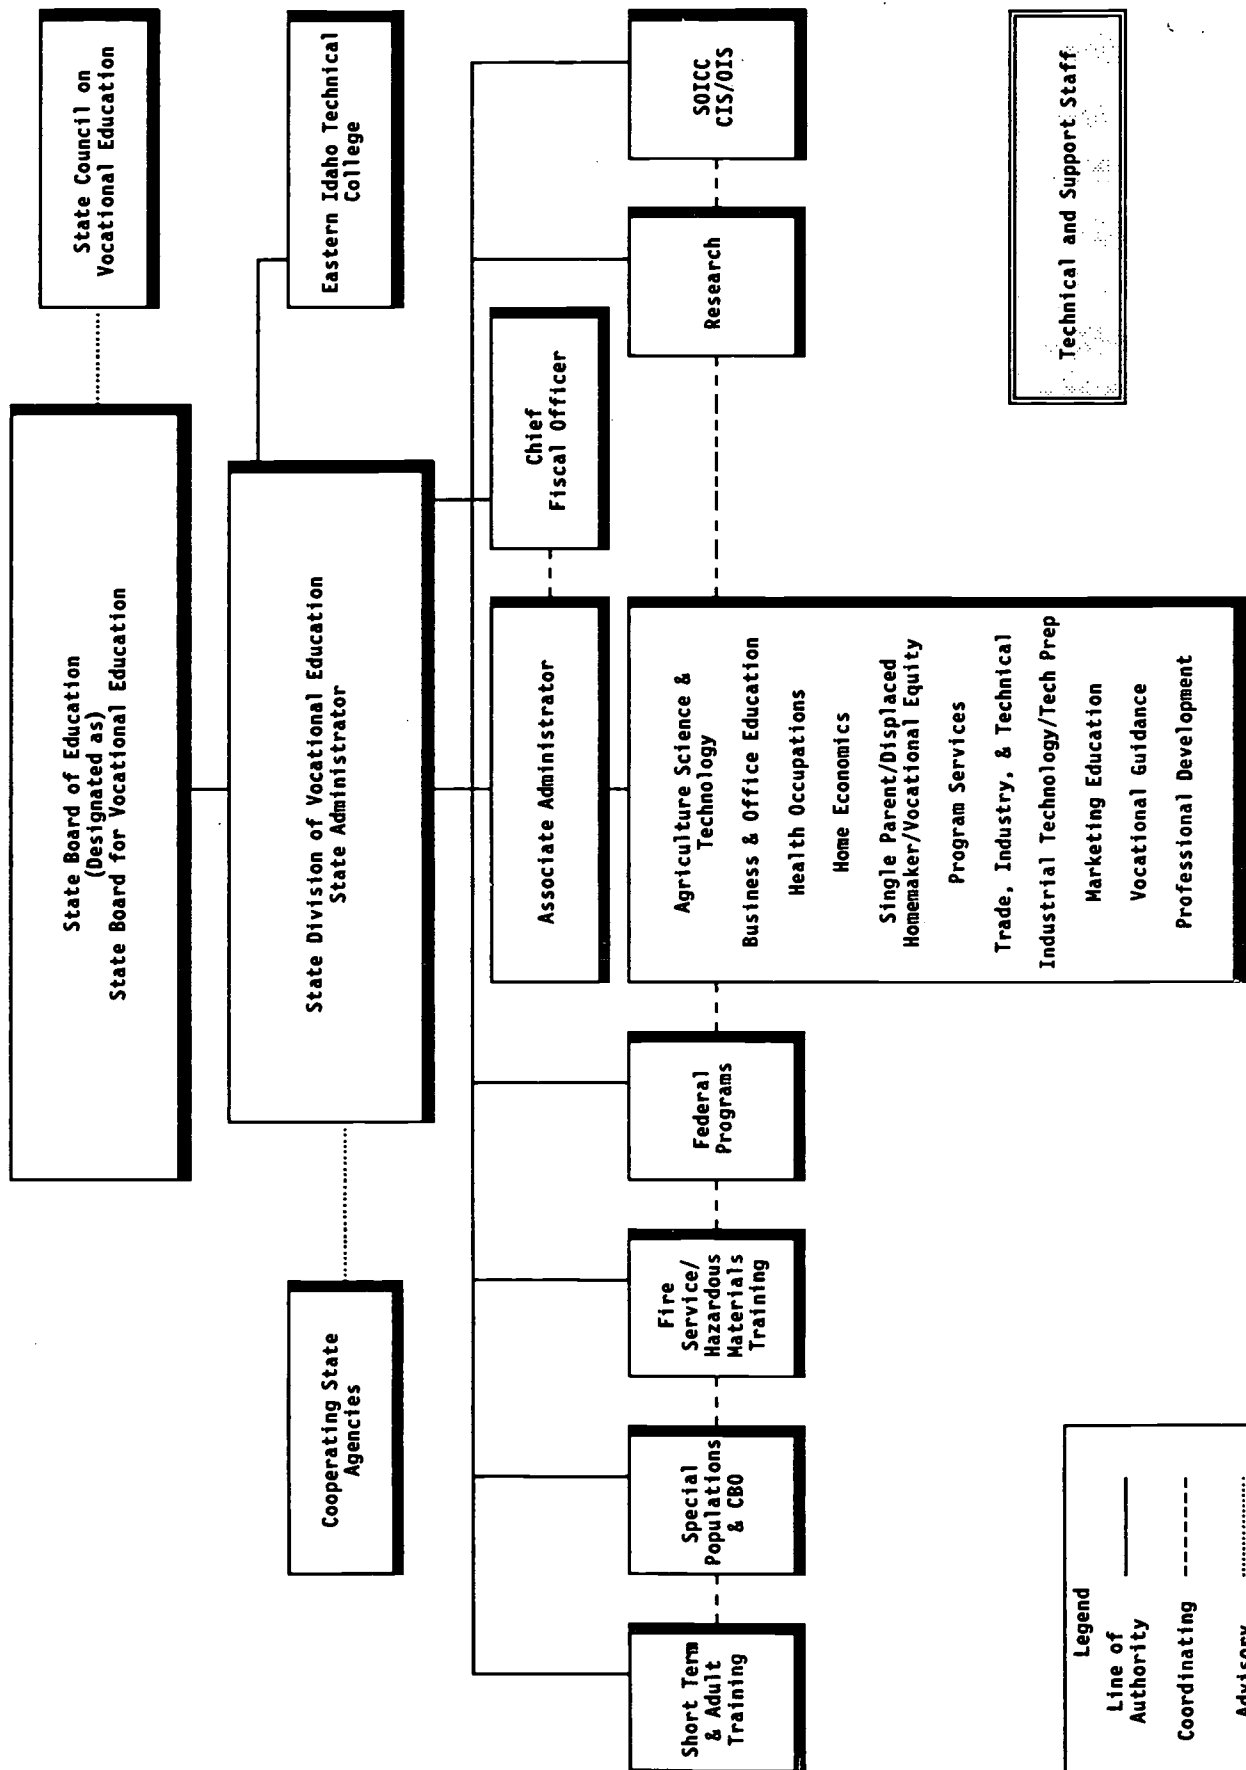 State Board of Education
(Designated as)
State Board for Vocational Education
State Council on
Vocational Education
State Division of Vocational Education
State Administrator
Cooperating State
Agencies
Eastern Idaho Technical
College
Associate Administrator
Chief
Fiscal Officer
Short Term
& Adult
Training
Special
Populations
& CBO
Fire
Service/
Hazardous
Materials
Training
Federal
Programs
Agriculture Science &
Technology
Business & Office Education
Health Occupations
Home Economics
Single Parent/Displaced
Homemaker/Vocational Equity
Program Services
Trade, Industry, & Technical
Industrial Technology/Tech Prep
Marketing Education
Vocational Guidance
Professional Development
Research
SOICC
CIS/OIS
Technical and Support Staff
Legend
Line of
Authority
Coordinating
Advisory